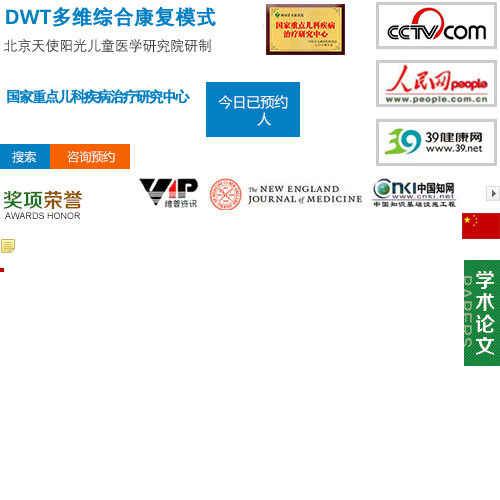 DWT多维综合康复模式
北京天使阳光儿童医学研究院研制
国家重点儿科疾病
治疗研究中心
CCTV.com
人民网 people
www.people.com.cn
国家重点儿科疾病治疗研究中心
今日已预约
人
39健康网
www.39.net
搜索
咨询预约
奖项荣誉
AWARDS HONOR
VIP
维普资讯
THE NEW ENGLAND
JOURNAL OF MEDICINE
CNKI中国知网
www.cnki.net
中国知识基础设施工程
学术论文
PAPERS